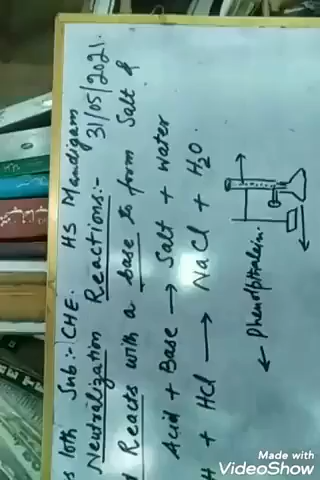 s 10th Sub:- CHE. HS Mandigam
Neutralization Reactions:- 31/05/2021.
d Reacts with a base to form Salt &
Acid + Base → Salt + water
H + HCl → NaCl + H₂O.
← Phenolphthalein.
Made with
VideoShow